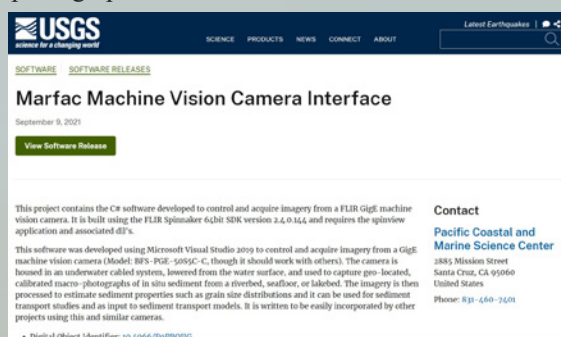 USGS
science for a changing world
Latest Earthquakes
SCIENCE PRODUCTS NEWS CONNECT ABOUT
SOFTWARE SOFTWARE RELEASES
Marfac Machine Vision Camera Interface
September 9, 2021
View Software Release
This project contains the C# software developed to control and acquire imagery from a FLIR GigE machine
vision camera. It is built using the FLIR Spinnaker 64bit SDK version 2.4.0.144 and requires the spinview
application and associated dll's.
This software was developed using Microsoft Visual Studio 2019 to control and acquire imagery from a GigE
machine vision camera (Model: BFS-PGE-50S5C-C, though it should work with others). The camera is
housed in an underwater cabled system, lowered from the water surface, and used to capture geo-located,
calibrated macro-photographs of in situ sediment from a riverbed, seafloor, or lakebed. The imagery is then
processed to estimate sediment properties such as grain size distributions and it can be used for sediment
transport studies and as input to sediment transport models. It is written to be easily incorporated by other
projects using this and similar cameras.
Digital Object Identifier:
Contact
Pacific Coastal and
Marine Science Center
2885 Mission Street
Santa Cruz, CA 95060
United States
Phone: 831-460-7401